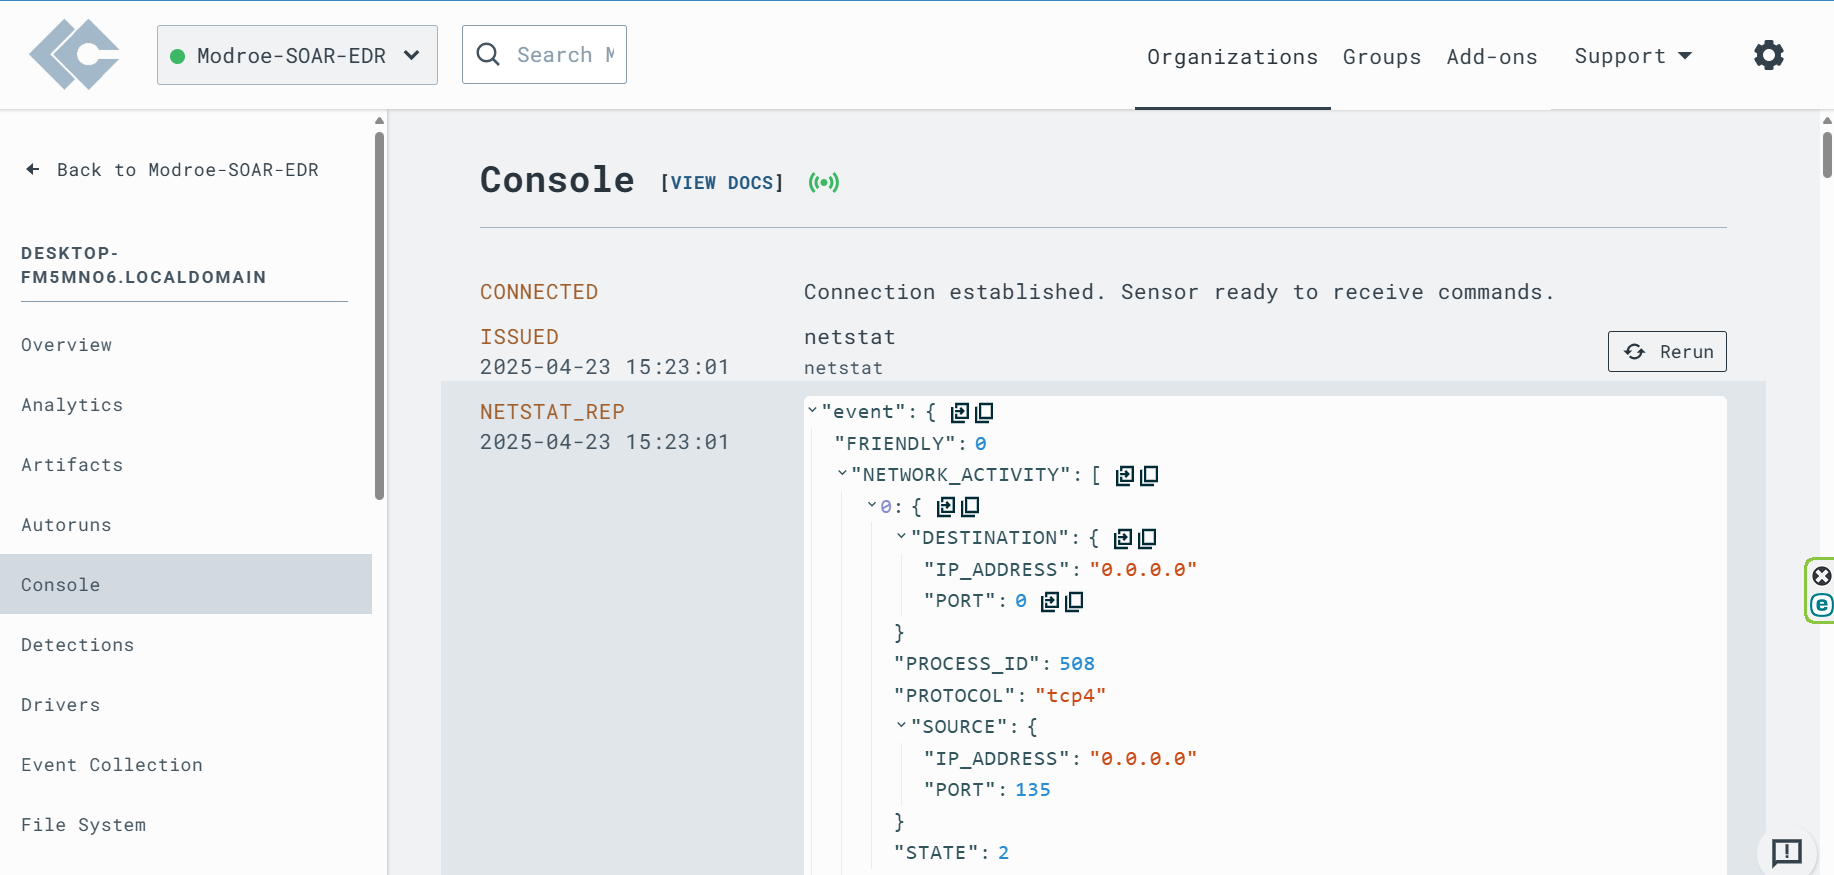 Modroe-SOAR-EDR
Search M
Organizations
Groups
Add-ons
Support
Back to Modroe-SOAR-EDR
DESKTOP-
FM5MNO6.LOCALDOMAIN
Overview
Analytics
Artifacts
Autoruns
Console
Detections
Drivers
Event Collection
File System
Console [VIEW DOCS]
CONNECTED Connection established. Sensor ready to receive commands.
ISSUED netstat
2025-04-23 15:23:01 netstat
Rerun
NETSTAT_REP
2025-04-23 15:23:01
"event": {
"FRIENDLY": 0
"NETWORK_ACTIVITY": [
0: {
"DESTINATION": {
"IP_ADDRESS": "0.0.0.0"
"PORT": 0
}
"PROCESS_ID": 508
"PROTOCOL": "tcp4"
"SOURCE": {
"IP_ADDRESS": "0.0.0.0"
"PORT": 135
}
"STATE": 2